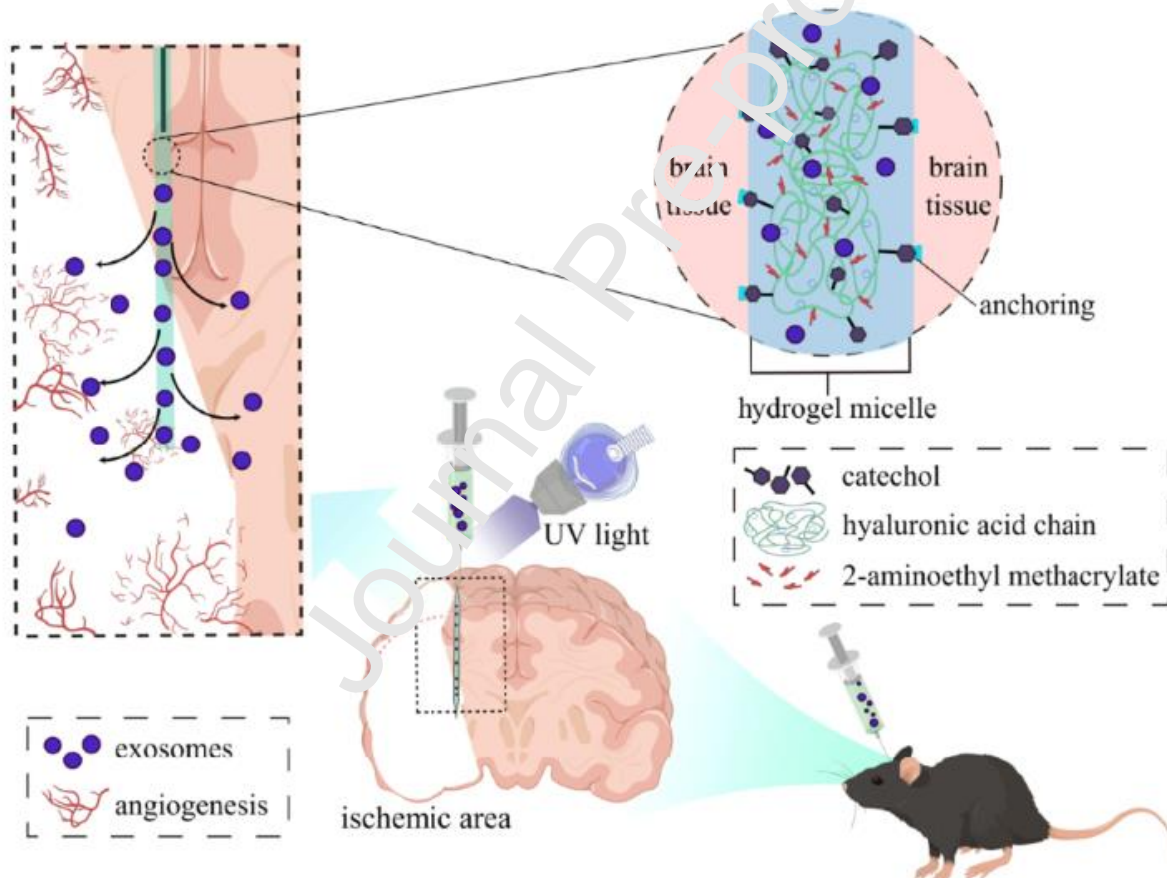 Journal Pre-pro
brain
tissue
brain
tissue
anchoring
hydrogel micelle
catechol
hyaluronic acid chain
2-aminoethyl methacrylate
UV light
ischemic area
exosomes
angiogenesis